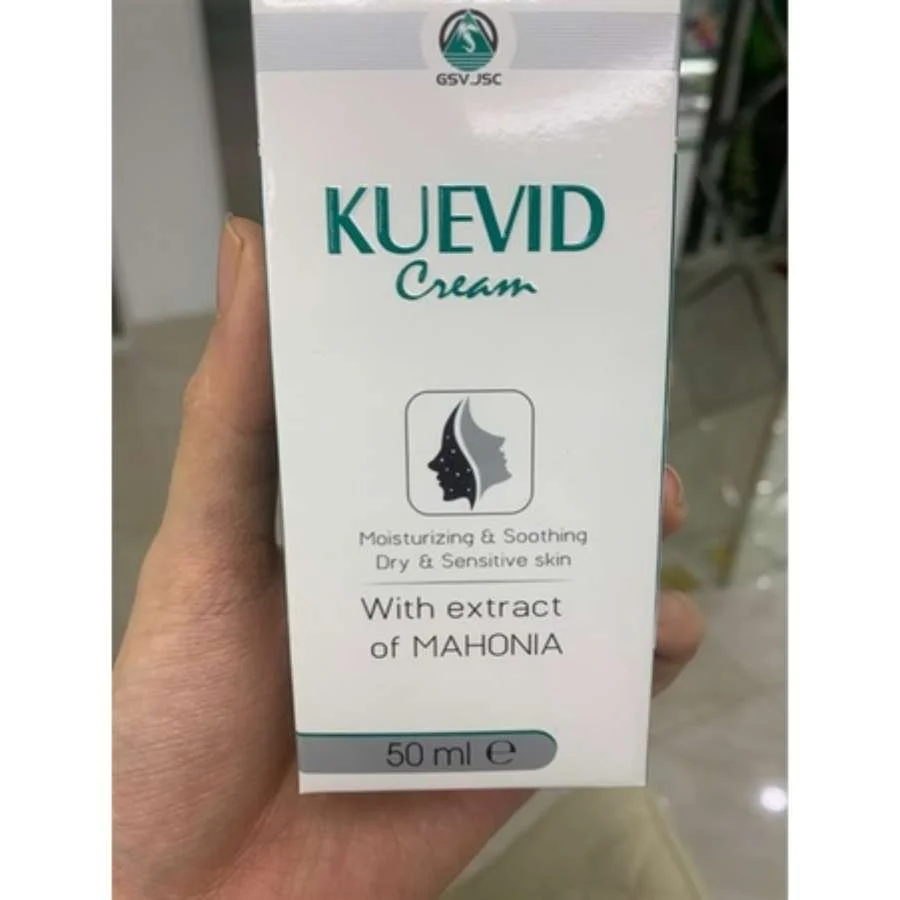 GSV.JSC
KUEVID
Cream
Moisturizing & Soothing
Dry & Sensitive skin
With extract
of MAHONIA
50 ml ℮